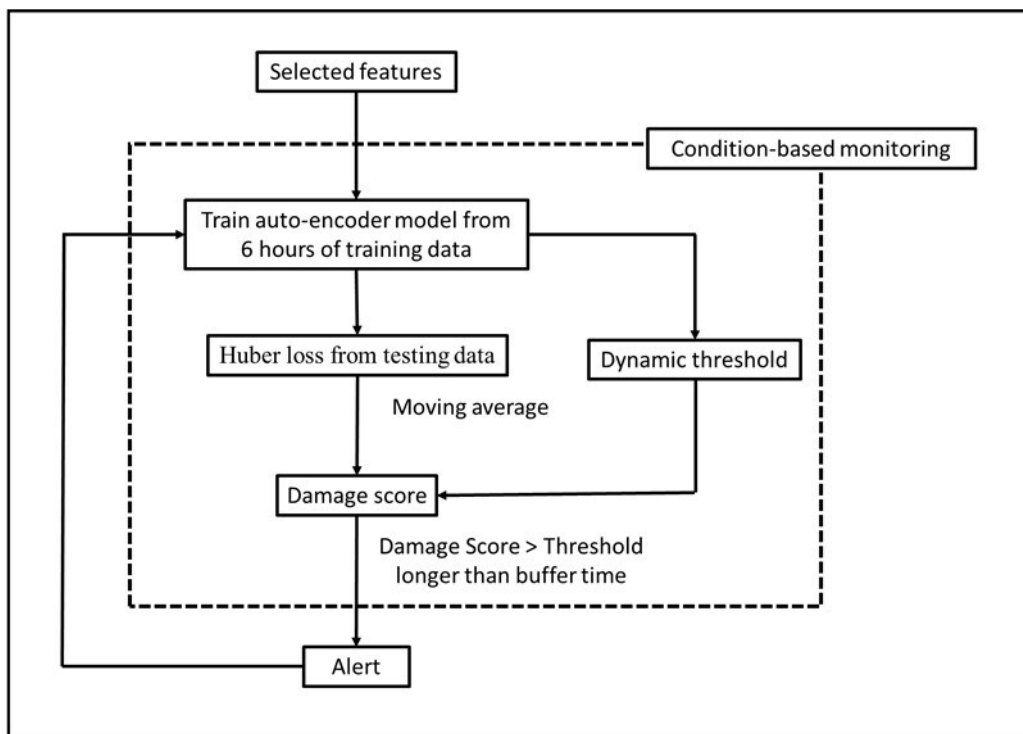 Selected features
Condition-based monitoring
Train auto-encoder model from
6 hours of training data
Huber loss from testing data
Dynamic threshold
Moving average
Damage score
Damage Score > Threshold
longer than buffer time
Alert